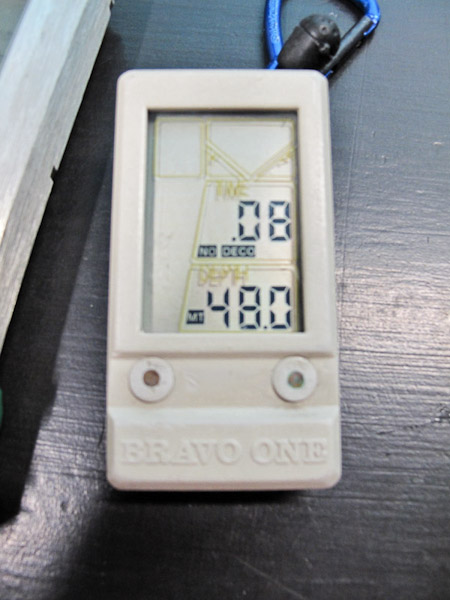 TIME
.08
NO DECO
DEPTH
MT 48.0
BRAVO ONE